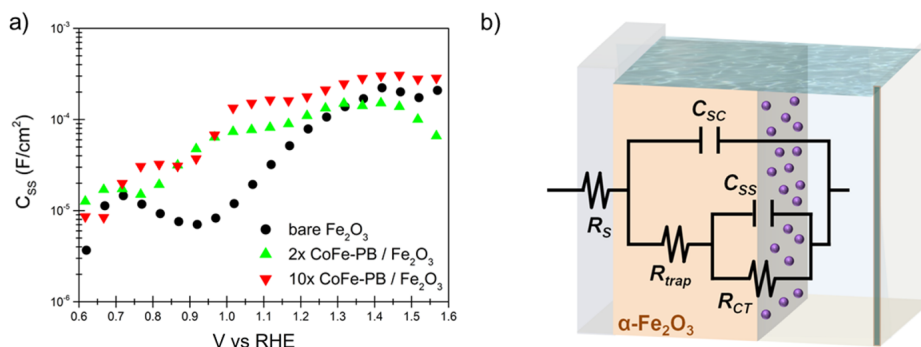 a)
C_SS (F/cm²)
10⁻³
10⁻⁴
10⁻⁵
10⁻⁶
bare Fe₂O₃
2x CoFe-PB / Fe₂O₃
10x CoFe-PB / Fe₂O₃
0.6 0.7 0.8 0.9 1.0 1.1 1.2 1.3 1.4 1.5 1.6
V vs RHE
b)
C_SC
C_SS
R_S
R_trap
R_CT
α-Fe₂O₃